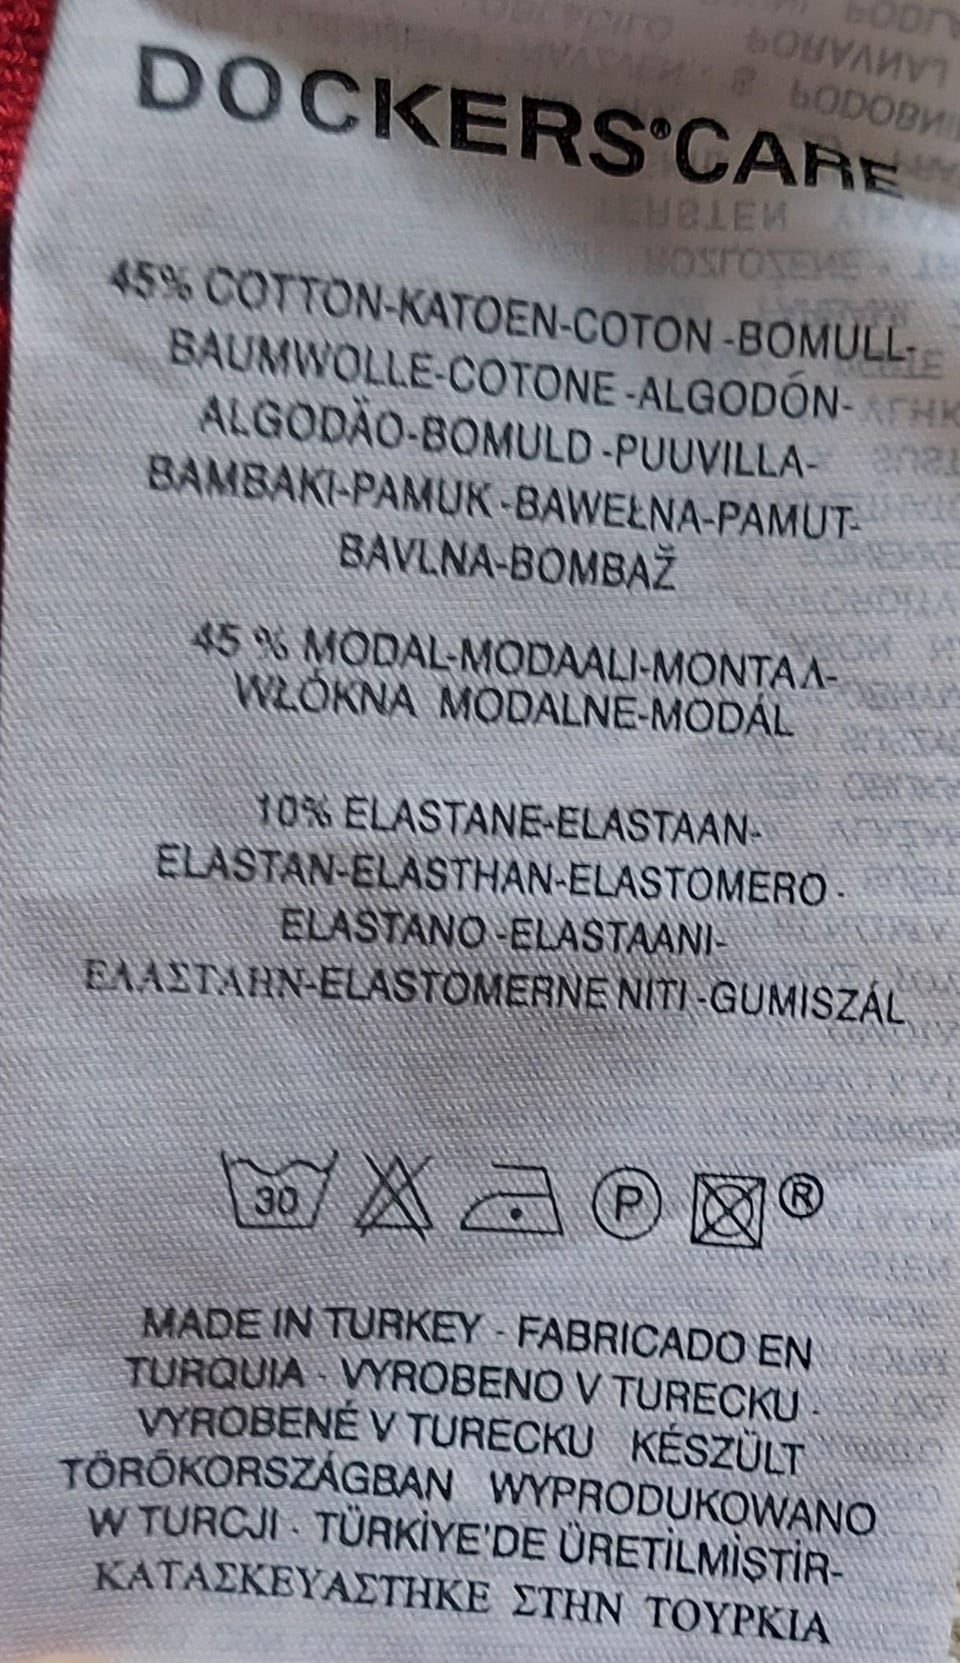 DOCKERS®CARE
45% COTTON-KATOEN-COTON-BOMULL-
BAUMWOLLE-COTONE-ALGODÓN-
ALGODÄO-BOMULD-PUUVILLA-
BAMBAKI-PAMUK-BAWEŁNA-PAMUT-
BAVLNA-BOMBAŽ
45 % MODAL-MODAALI-MONTAΛ-
WŁÓKNA MODALNE-MODÁL
10% ELASTANE-ELASTAAN-
ELASTAN-ELASTHAN-ELASTOMERO -
ELASTANO-ELASTAANI-
ΕΛΑΣΤΑΗΝ-ELASTOMERNE NITI-GUMISZÁL
30 P ®
MADE IN TURKEY - FABRICADO EN
TURQUIA - VYROBENO V TURECKU -
VYROBENÉ V TURECKU KÉSZÜLT
TÖRÖKORSZÁGBAN WYPRODUKOWANO
W TURCJI - TÜRKİYE'DE ÜRETİLMİŞTİR-
ΚΑΤΑΣΚΕΥΑΣΤΗΚΕ ΣΤΗΝ ΤΟΥΡΚΙΑ